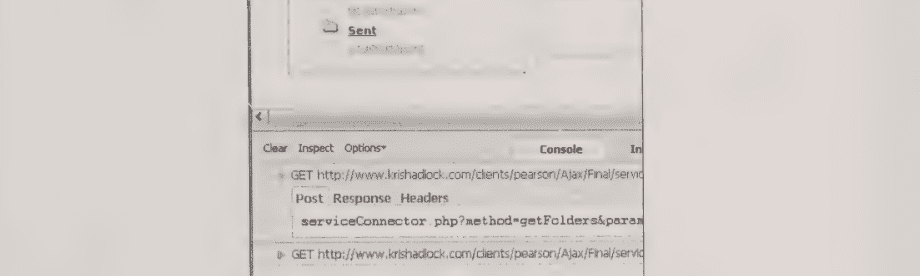 Sent
Clear Inspect Options Console In
GET http://www.krishadlock.com/clients/pearson/Ajax/Final/servic
Post Response Headers
serviceConnector.php?method=getFolders&param
GET http://www.krishadlock.com/clients/pearson/Ajax/Final/servic